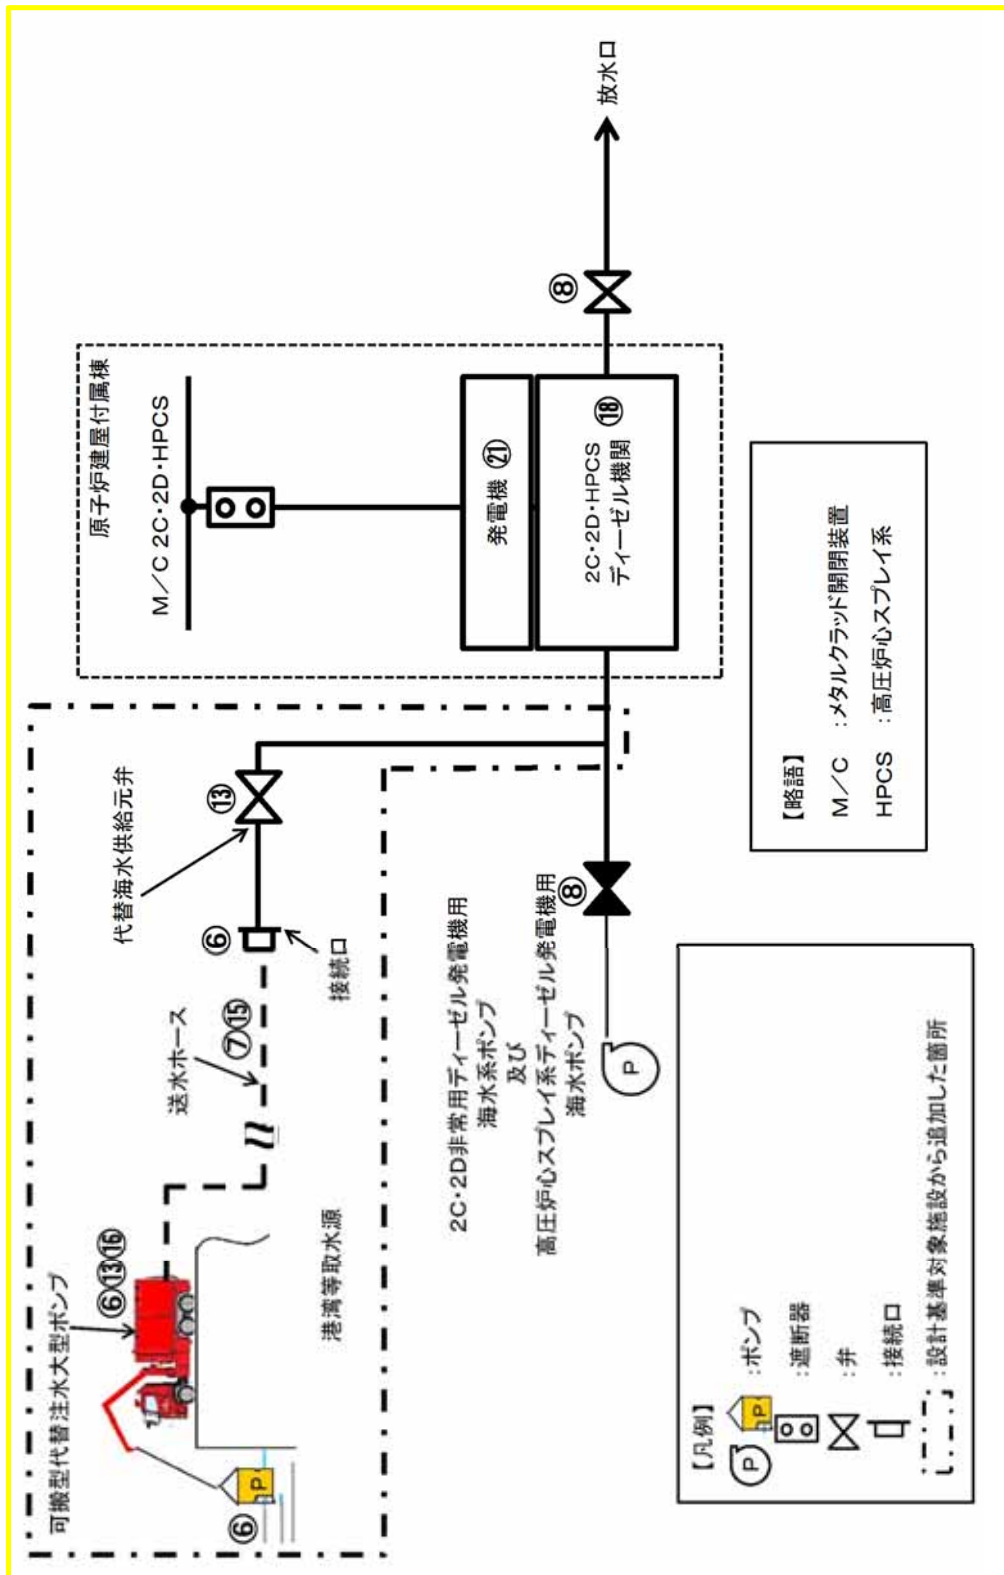 可搬型代替注水大型ポンプ
⑥⑬⑯
⑥
P
港湾等取水源
送水ホース
⑦⑮
⑥
接続口
代替海水供給元弁
⑬
原子炉建屋付属棟
M/C 2C・2D・HPCS
発電機 ㉑
2C・2D・HPCS ⑱
ディーゼル機関
⑧
放水口
2C・2D非常用ディーゼル発電機用
海水系ポンプ
及び
高圧炉心スプレイ系ディーゼル発電機用
海水ポンプ
⑧
P
【凡例】
P P :ポンプ
:遮断器
:弁
:接続口
:設計基準対象施設から追加した箇所
【略語】
M/C :メタルクラッド開閉装置
HPCS :高圧炉心スプレイ系